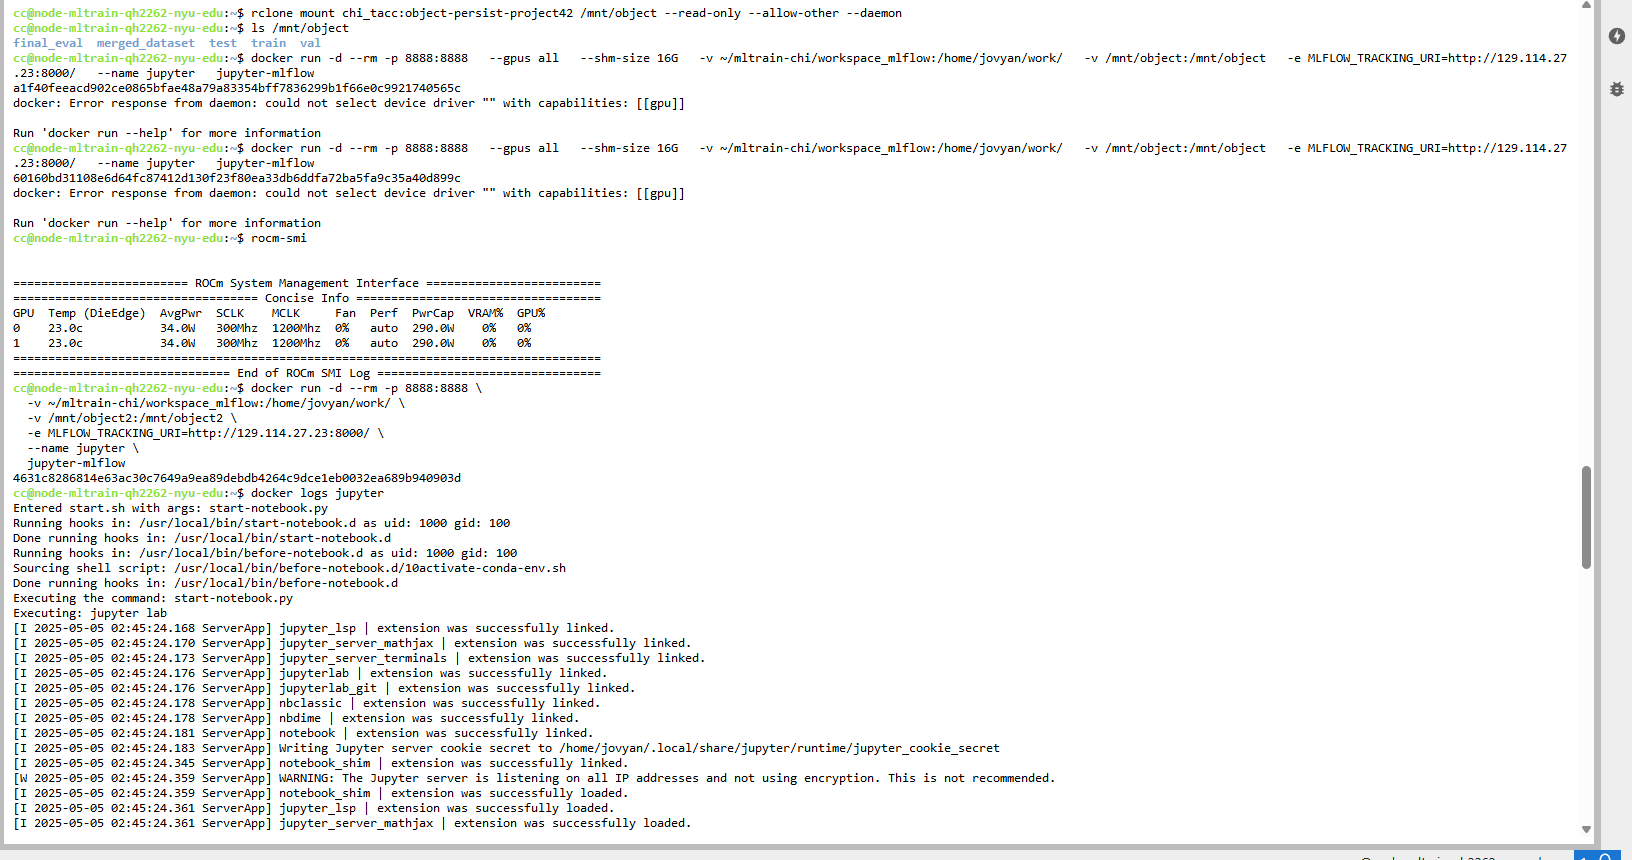 cc@node-mltrain-qh2262-nyu-edu:~$ rclone mount chi_tacc:object-persist-project42 /mnt/object --read-only --allow-other --daemon
cc@node-mltrain-qh2262-nyu-edu:~$ ls /mnt/object
final_eval  merged_dataset  test  train  val
cc@node-mltrain-qh2262-nyu-edu:~$ docker run -d --rm -p 8888:8888   --gpus all   --shm-size 16G   -v ~/mltrain-chi/workspace_mlflow:/home/jovyan/work/   -v /mnt/object:/mnt/object   -e MLFLOW_TRACKING_URI=http://129.114.27
.23:8000/   --name jupyter   jupyter-mlflow
a1f40feeacd902ce0865bfae48a79a83354bff7836299b1f66e0c9921740565c
docker: Error response from daemon: could not select device driver "" with capabilities: [[gpu]]
Run 'docker run --help' for more information
cc@node-mltrain-qh2262-nyu-edu:~$ docker run -d --rm -p 8888:8888   --gpus all   --shm-size 16G   -v ~/mltrain-chi/workspace_mlflow:/home/jovyan/work/   -v /mnt/object:/mnt/object   -e MLFLOW_TRACKING_URI=http://129.114.27
.23:8000/   --name jupyter   jupyter-mlflow
60160bd31108e6d64fc87412d130f23f80ea33db6ddfa72ba5fa9c35a40d899c
docker: Error response from daemon: could not select device driver "" with capabilities: [[gpu]]
Run 'docker run --help' for more information
cc@node-mltrain-qh2262-nyu-edu:~$ rocm-smi
========================= ROCm System Management Interface =========================
=================================== Concise Info ===================================
GPU  Temp (DieEdge)  AvgPwr  SCLK    MCLK     Fan  Perf  PwrCap  VRAM%  GPU%
0    23.0c           34.0W   300Mhz  1200Mhz  0%   auto  290.0W    0%   0%
1    23.0c           34.0W   300Mhz  1200Mhz  0%   auto  290.0W    0%   0%
====================================================================================
=============================== End of ROCm SMI Log ================================
cc@node-mltrain-qh2262-nyu-edu:~$ docker run -d --rm -p 8888:8888 \
  -v ~/mltrain-chi/workspace_mlflow:/home/jovyan/work/ \
  -v /mnt/object2:/mnt/object2 \
  -e MLFLOW_TRACKING_URI=http://129.114.27.23:8000/ \
  --name jupyter \
  jupyter-mlflow
4631c8286814e63ac30c7649a9ea89debdb4264c9dce1eb0032ea689b940903d
cc@node-mltrain-qh2262-nyu-edu:~$ docker logs jupyter
Entered start.sh with args: start-notebook.py
Running hooks in: /usr/local/bin/start-notebook.d as uid: 1000 gid: 100
Done running hooks in: /usr/local/bin/start-notebook.d
Running hooks in: /usr/local/bin/before-notebook.d as uid: 1000 gid: 100
Sourcing shell script: /usr/local/bin/before-notebook.d/10activate-conda-env.sh
Done running hooks in: /usr/local/bin/before-notebook.d
Executing the command: start-notebook.py
Executing: jupyter lab
[I 2025-05-05 02:45:24.168 ServerApp] jupyter_lsp | extension was successfully linked.
[I 2025-05-05 02:45:24.170 ServerApp] jupyter_server_mathjax | extension was successfully linked.
[I 2025-05-05 02:45:24.173 ServerApp] jupyter_server_terminals | extension was successfully linked.
[I 2025-05-05 02:45:24.176 ServerApp] jupyterlab | extension was successfully linked.
[I 2025-05-05 02:45:24.176 ServerApp] jupyterlab_git | extension was successfully linked.
[I 2025-05-05 02:45:24.178 ServerApp] nbclassic | extension was successfully linked.
[I 2025-05-05 02:45:24.178 ServerApp] nbdime | extension was successfully linked.
[I 2025-05-05 02:45:24.181 ServerApp] notebook | extension was successfully linked.
[I 2025-05-05 02:45:24.183 ServerApp] Writing Jupyter server cookie secret to /home/jovyan/.local/share/jupyter/runtime/jupyter_cookie_secret
[I 2025-05-05 02:45:24.345 ServerApp] notebook_shim | extension was successfully linked.
[W 2025-05-05 02:45:24.359 ServerApp] WARNING: The Jupyter server is listening on all IP addresses and not using encryption. This is not recommended.
[I 2025-05-05 02:45:24.359 ServerApp] notebook_shim | extension was successfully loaded.
[I 2025-05-05 02:45:24.361 ServerApp] jupyter_lsp | extension was successfully loaded.
[I 2025-05-05 02:45:24.361 ServerApp] jupyter_server_mathjax | extension was successfully loaded.